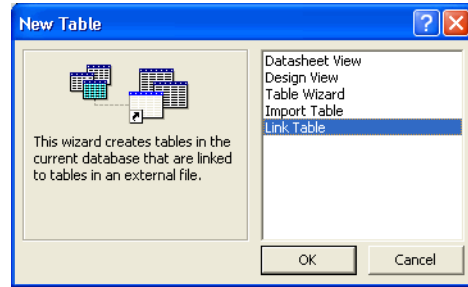 New Table
This wizard creates tables in the
current database that are linked
to tables in an external file.
Datasheet View
Design View
Table Wizard
Import Table
Link Table
OK
Cancel